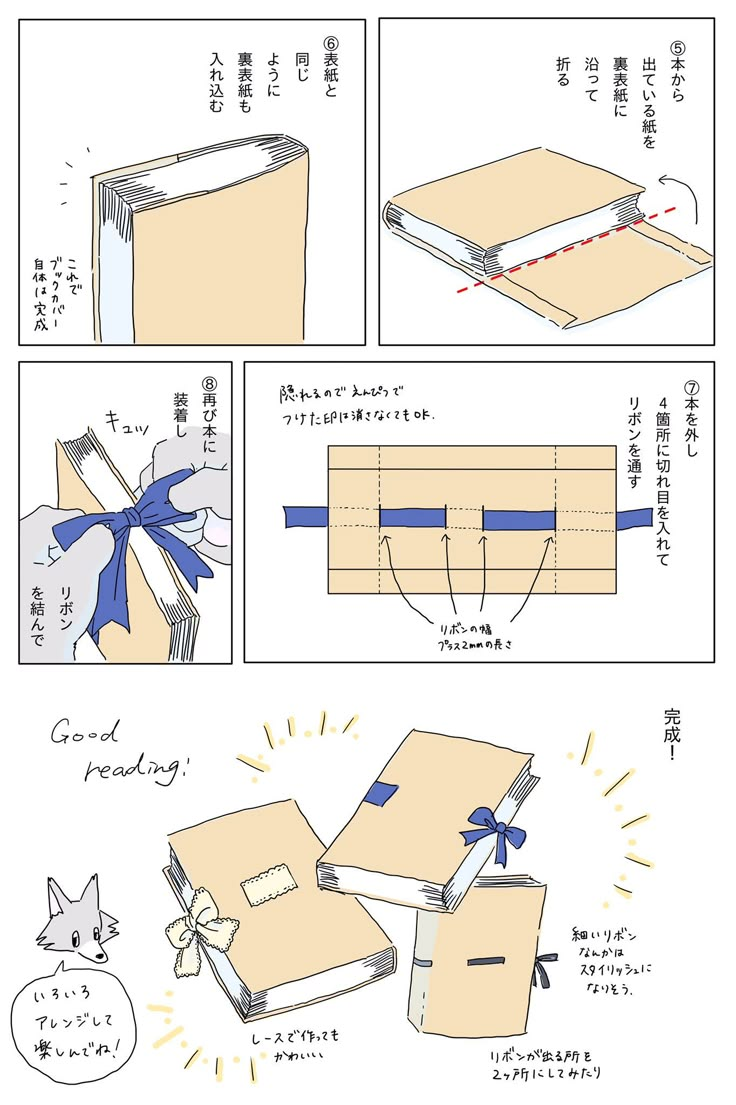 ⑤本から
出ている紙を
裏表紙に
沿って
折る
⑥表紙と
同じ
ように
裏表紙も
入れ込む
これで
ブックカバー
自体は完成
⑦本を外し
4箇所に切れ目を入れて
リボンを通す
隠れるのでえんぴつで
つけた印は消さなくてもOK.
リボンの幅
プラス2mmの長さ
⑧再び本に
装着し
キュッ
リボン
を結んで
完成！
Good
reading!
細いリボン
なんかは
スタイリッシュに
なりそう.
リボンが出る所を
2ヶ所にしてみたり
レースで作っても
かわいい
いろいろ
アレンジして
楽しんでね!